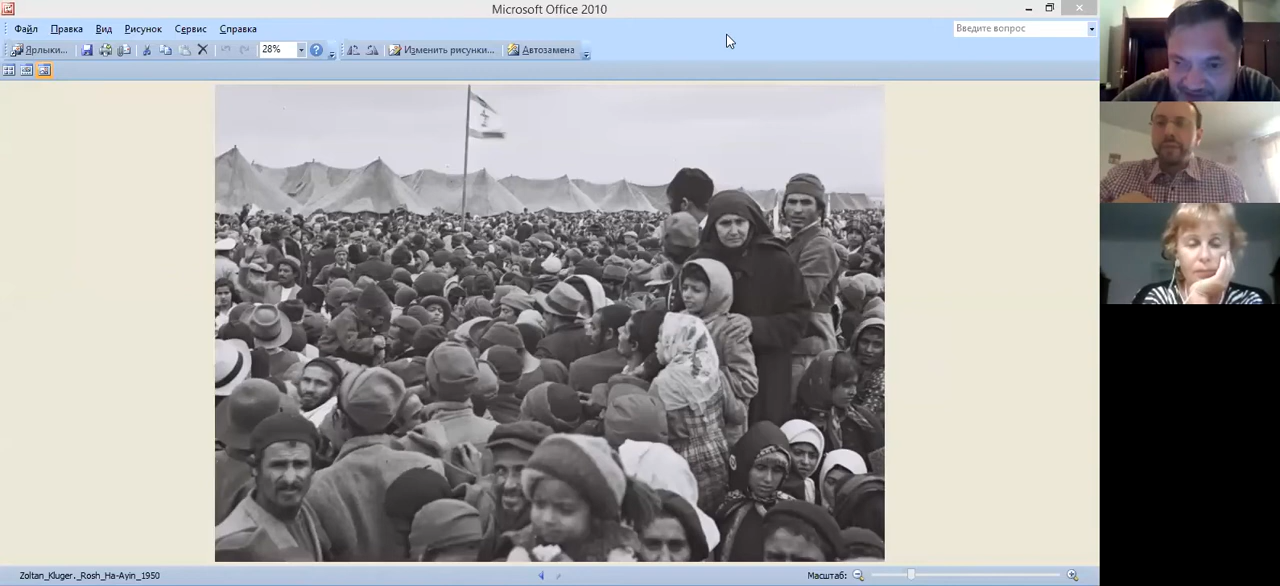 Microsoft Office 2010
Файл Правка Вид Рисунок Сервис Справка
Введите вопрос
Ярлыки... 28% Изменить рисунки... Автозамена
Zoltan_Kluger,_Rosh_Ha-Ayin_1950
Масштаб: